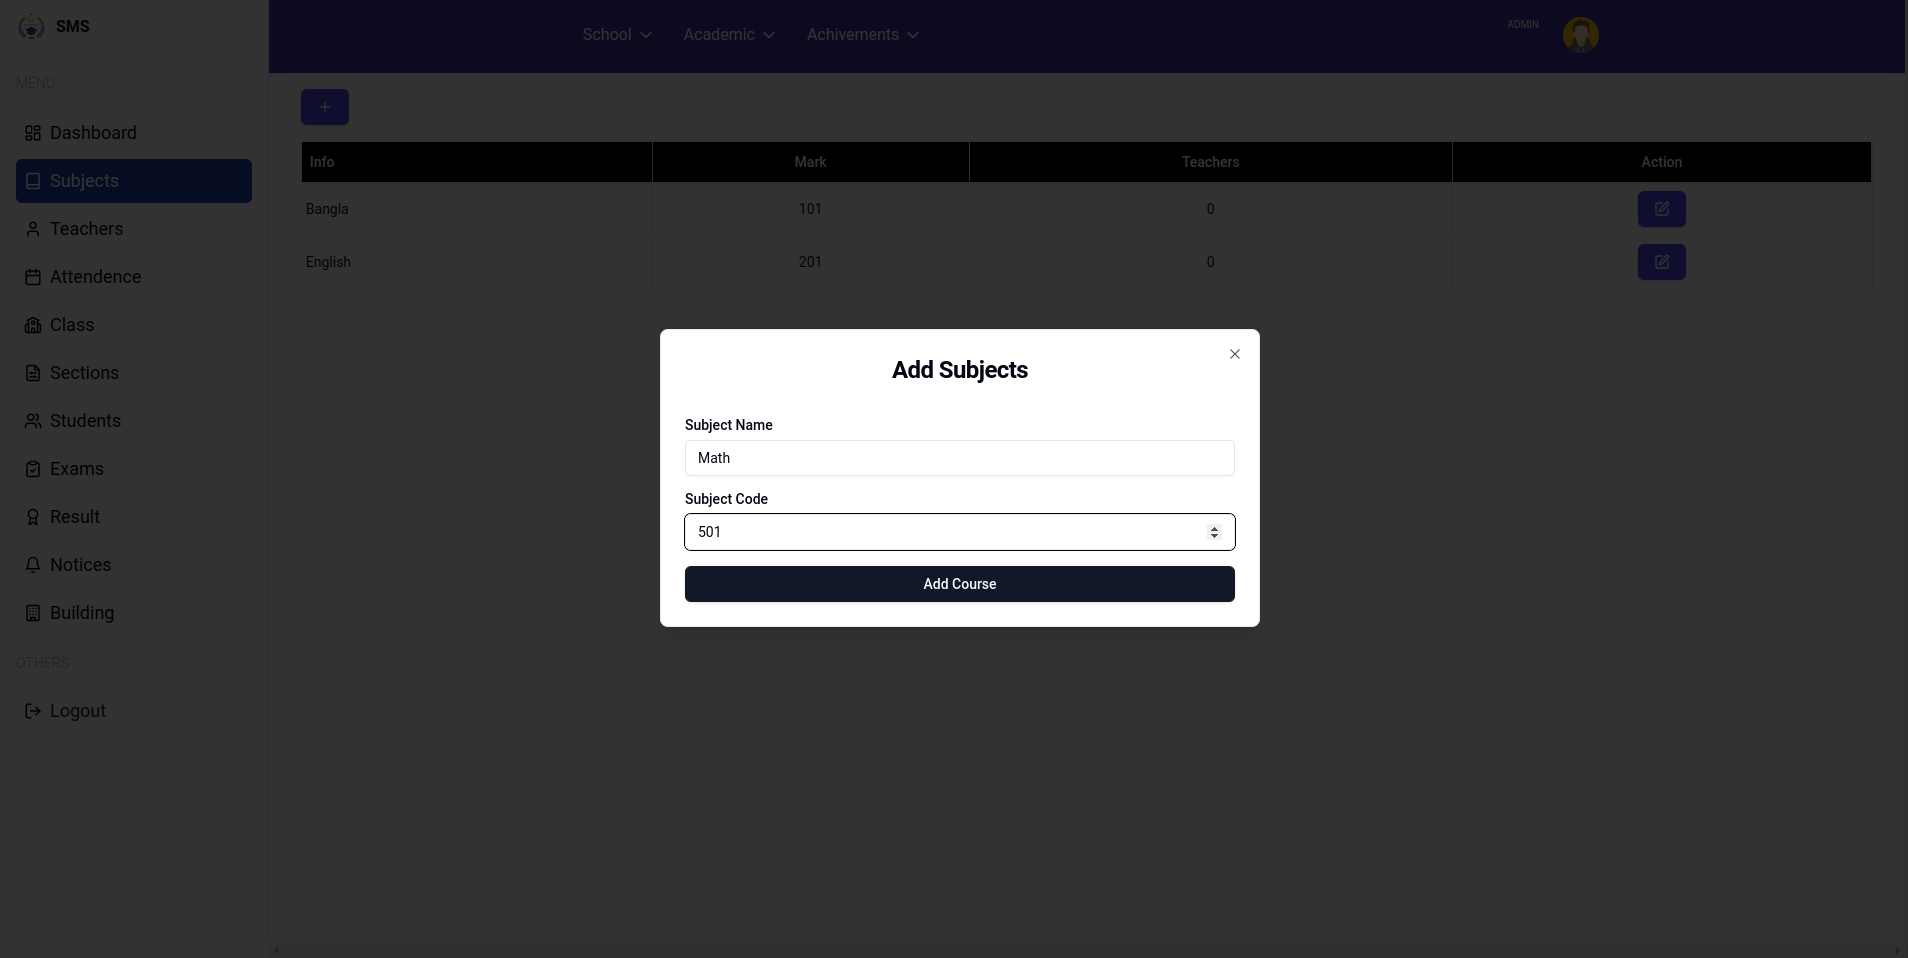 SMS
School Academic Achivements
ADMIN
MENU
Dashboard
Subjects
Teachers
Attendence
Class
Sections
Students
Exams
Result
Notices
Building
OTHERS
Logout
Info Mark Teachers Action
Bangla 101 0
English 201 0
Add Subjects
Subject Name
Math
Subject Code
501
Add Course